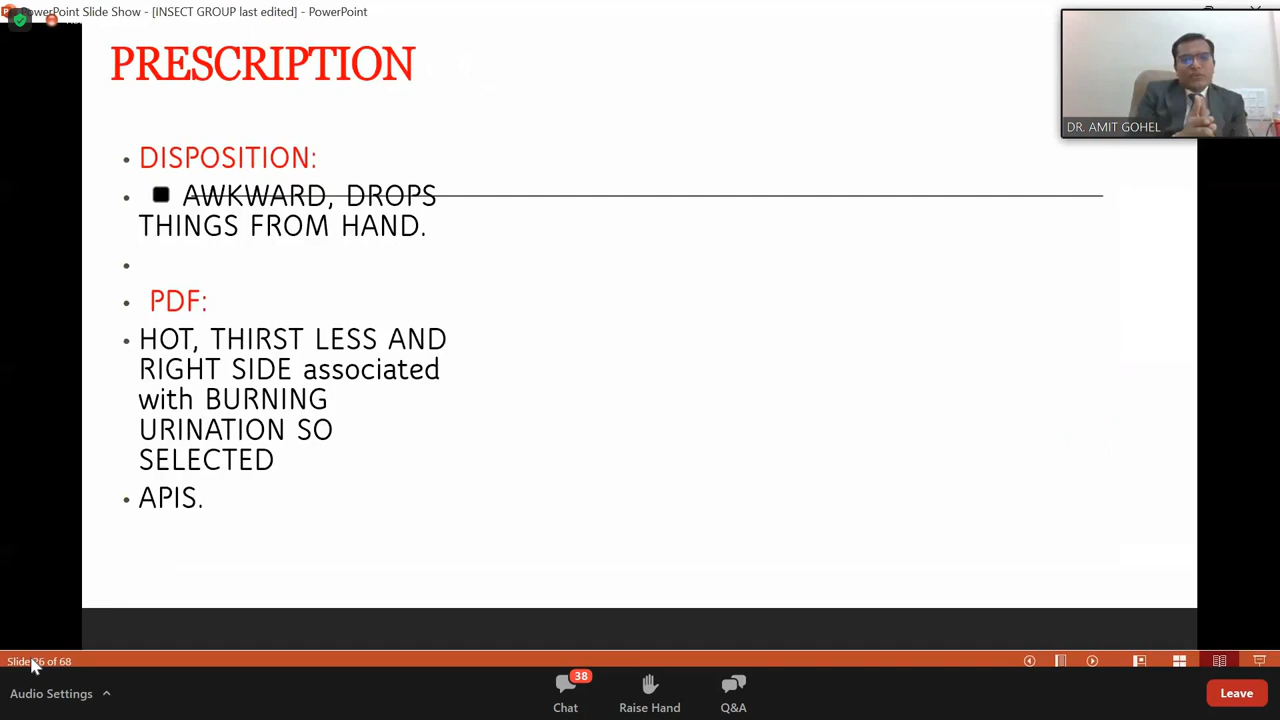 PowerPoint Slide Show - [INSECT GROUP last edited] - PowerPoint
PRESCRIPTION
DR. AMIT GOHEL
• DISPOSITION:
• ■ AWKWARD, DROPS
THINGS FROM HAND.
•
• PDF:
• HOT, THIRST LESS AND
RIGHT SIDE associated
with BURNING
URINATION SO
SELECTED
• APIS.
Slide 26 of 68
Audio Settings
38
Chat
Raise Hand
Q&A
Leave